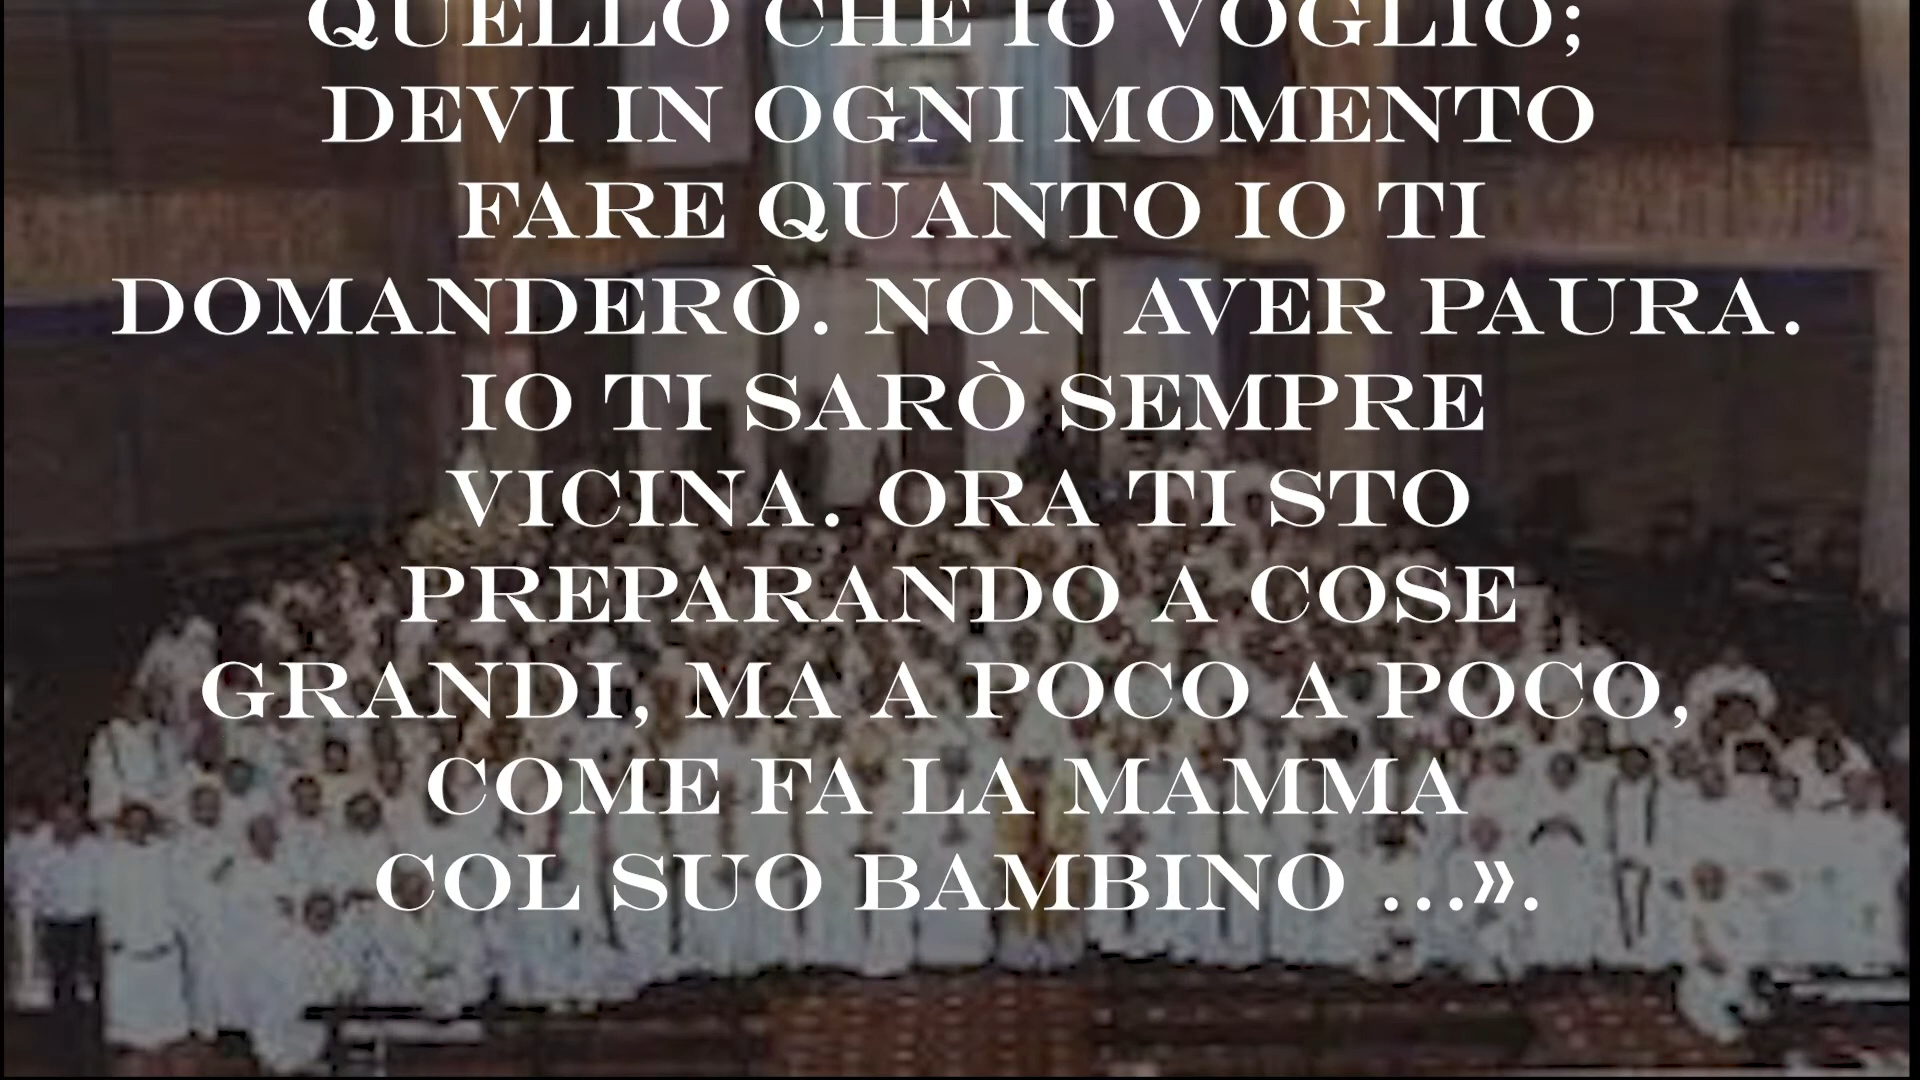 QUELLO CHE IO VOGLIO;
DEVI IN OGNI MOMENTO
FARE QUANTO IO TI
DOMANDERÒ. NON AVER PAURA.
IO TI SARÒ SEMPRE
VICINA. ORA TI STO
PREPARANDO A COSE
GRANDI, MA A POCO A POCO,
COME FA LA MAMMA
COL SUO BAMBINO ...».